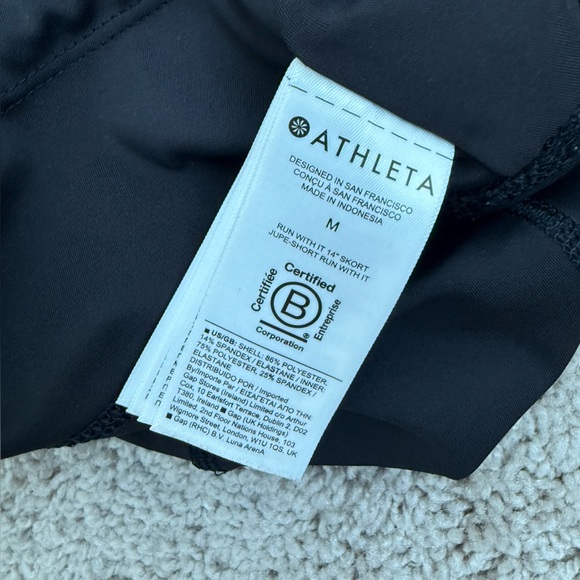 ATHLETA
DESIGNED IN SAN FRANCISCO
CONÇU À SAN FRANCISCO
MADE IN INDONESIA
M
RUN WITH IT 14" SKORT
JUPE-SHORT RUN WITH IT
Certified
Certifiée
B
®
Entreprise
Corporation
■ US/GB: SHELL: 86% POLYESTER,
14% SPANDEX / ELASTANE / INNER:
75% POLYESTER, 25% SPANDEX /
ELASTANE
DISTRIBUIDO POR / Imported
By/Importe Par / ΕΙΣΑΓΕΤΑΙ ΑΠΟ ΤΗΝ:
Gap Stores (Ireland) Limited c/o Arthur
Cox, 10 Earlsfort Terrace, Dublin 2, D02
T380, Ireland ■ Gap (UK Holdings)
Limited, 2nd Floor Nations House, 103
Wigmore Street, London, W1U 1QS, UK
Gap (RHC) B.V. Luna ArenA